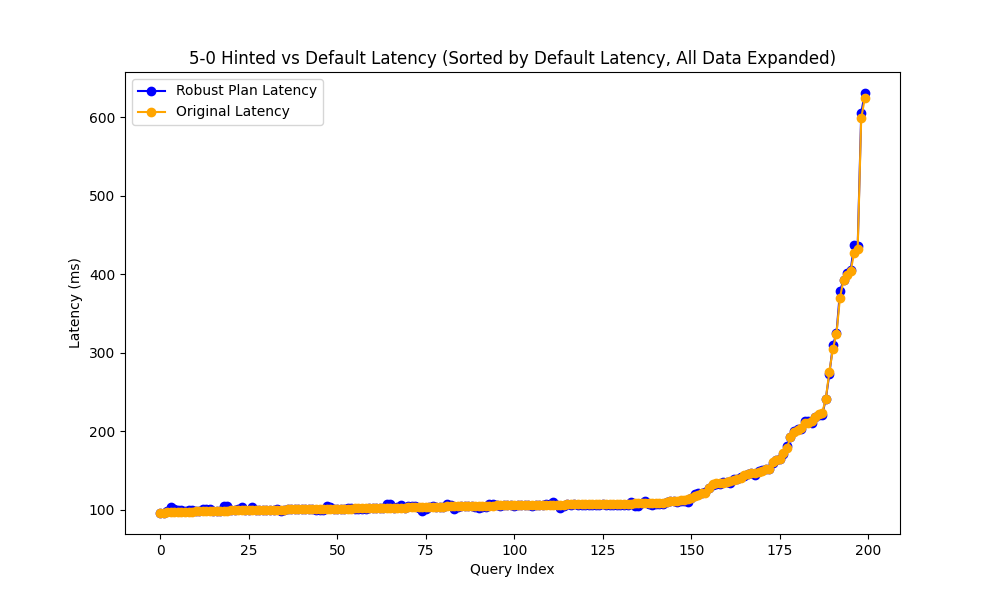 5-0 Hinted vs Default Latency (Sorted by Default Latency, All Data Expanded)
Robust Plan Latency
Original Latency
Latency (ms)
600
500
400
300
200
100
0 25 50 75 100 125 150 175 200
Query Index